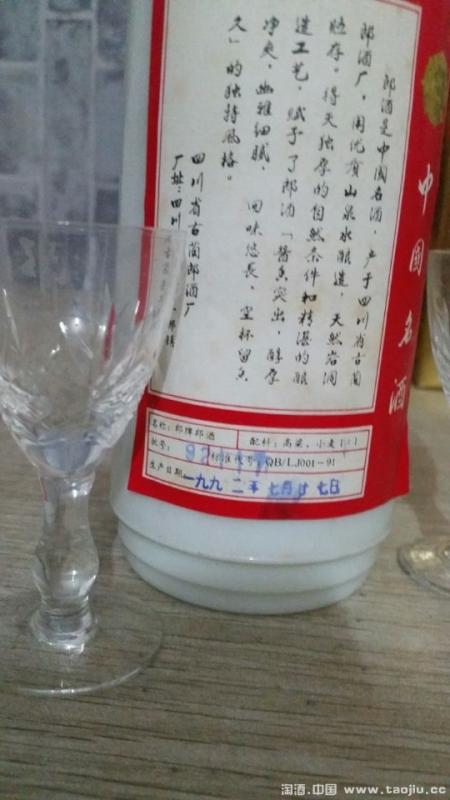 郎酒是中国名酒，产于四川省古蔺
郎酒厂，用优质山泉水酿造，天然岩洞
贮存。得天独厚的自然条件和精湛的酿
造工艺，赋予了郎酒「酱香突出，醇厚
净爽，幽雅细腻，回味悠长，空杯留香
久」的独特风格。
四川省古蔺郎酒厂
厂址：四川
中国名酒
名称：郎牌郎酒
配料：高粱、小麦
批号：
标准代号：QB/LJ001-91
生产日期 一九九二年七月廿七日
淘酒.中国 www.taojiu.cc